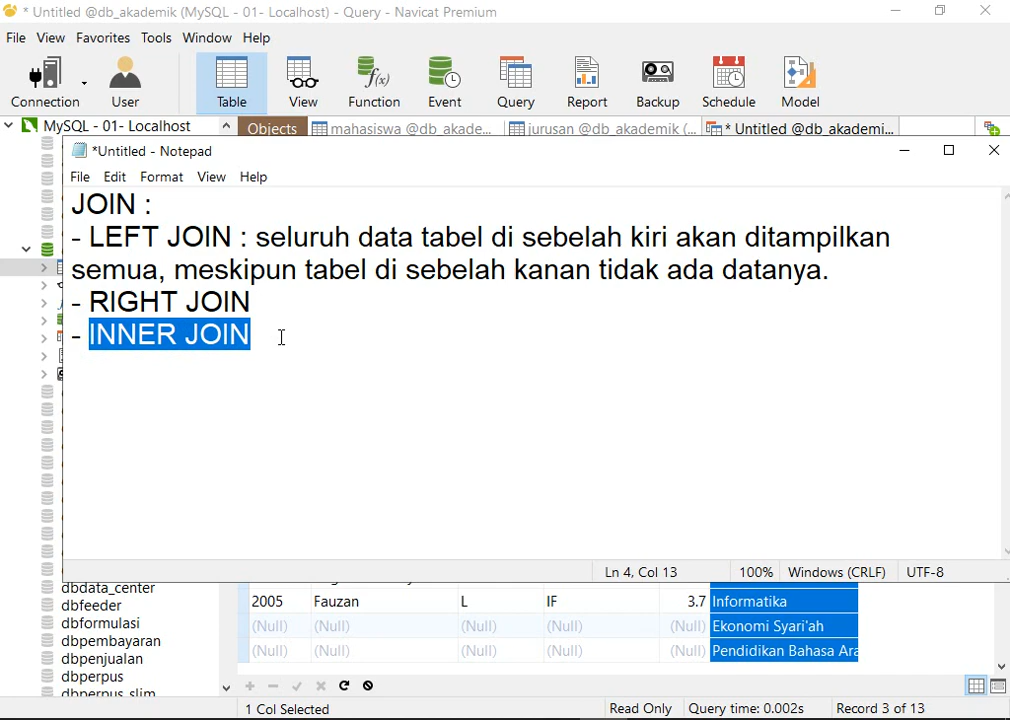 * Untitled @db_akademik (MySQL - 01- Localhost) - Query - Navicat Premium
File View Favorites Tools Window Help
Connection User Table View Function Event Query Report Backup Schedule Model
f(x)
MySQL - 01- Localhost
Objects mahasiswa @db_akade... jurusan @db_akademik (... * Untitled @db_akademi...
*Untitled - Notepad
File Edit Format View Help
JOIN :
- LEFT JOIN : seluruh data tabel di sebelah kiri akan ditampilkan
semua, meskipun tabel di sebelah kanan tidak ada datanya.
- RIGHT JOIN
- INNER JOIN
Ln 4, Col 13 100% Windows (CRLF) UTF-8
dbdata_center
dbfeeder
dbformulasi
dbpembayaran
dbpenjualan
dbperpus
dbperpus_slim
2005 Fauzan L IF 3.7 Informatika
(Null) (Null) (Null) (Null) (Null) Ekonomi Syari'ah
(Null) (Null) (Null) (Null) (Null) Pendidikan Bahasa Ara
1 Col Selected Read Only Query time: 0.002s Record 3 of 13